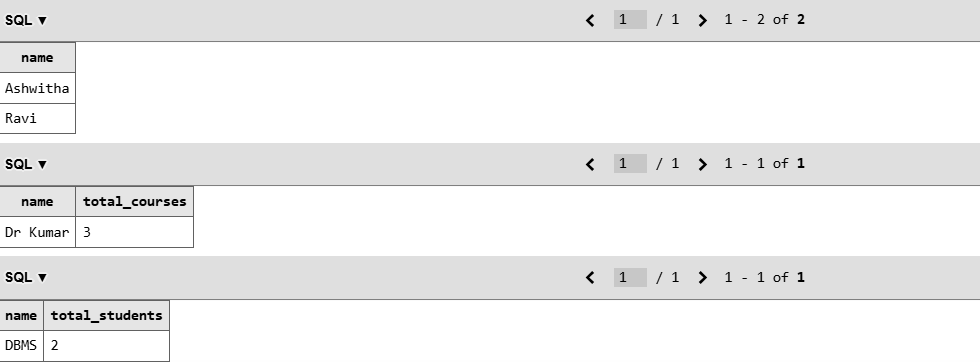 SQL ▼ 1 / 1 1 - 2 of 2
name
Ashwitha
Ravi
SQL ▼ 1 / 1 1 - 1 of 1
name total_courses
Dr Kumar 3
SQL ▼ 1 / 1 1 - 1 of 1
name total_students
DBMS 2